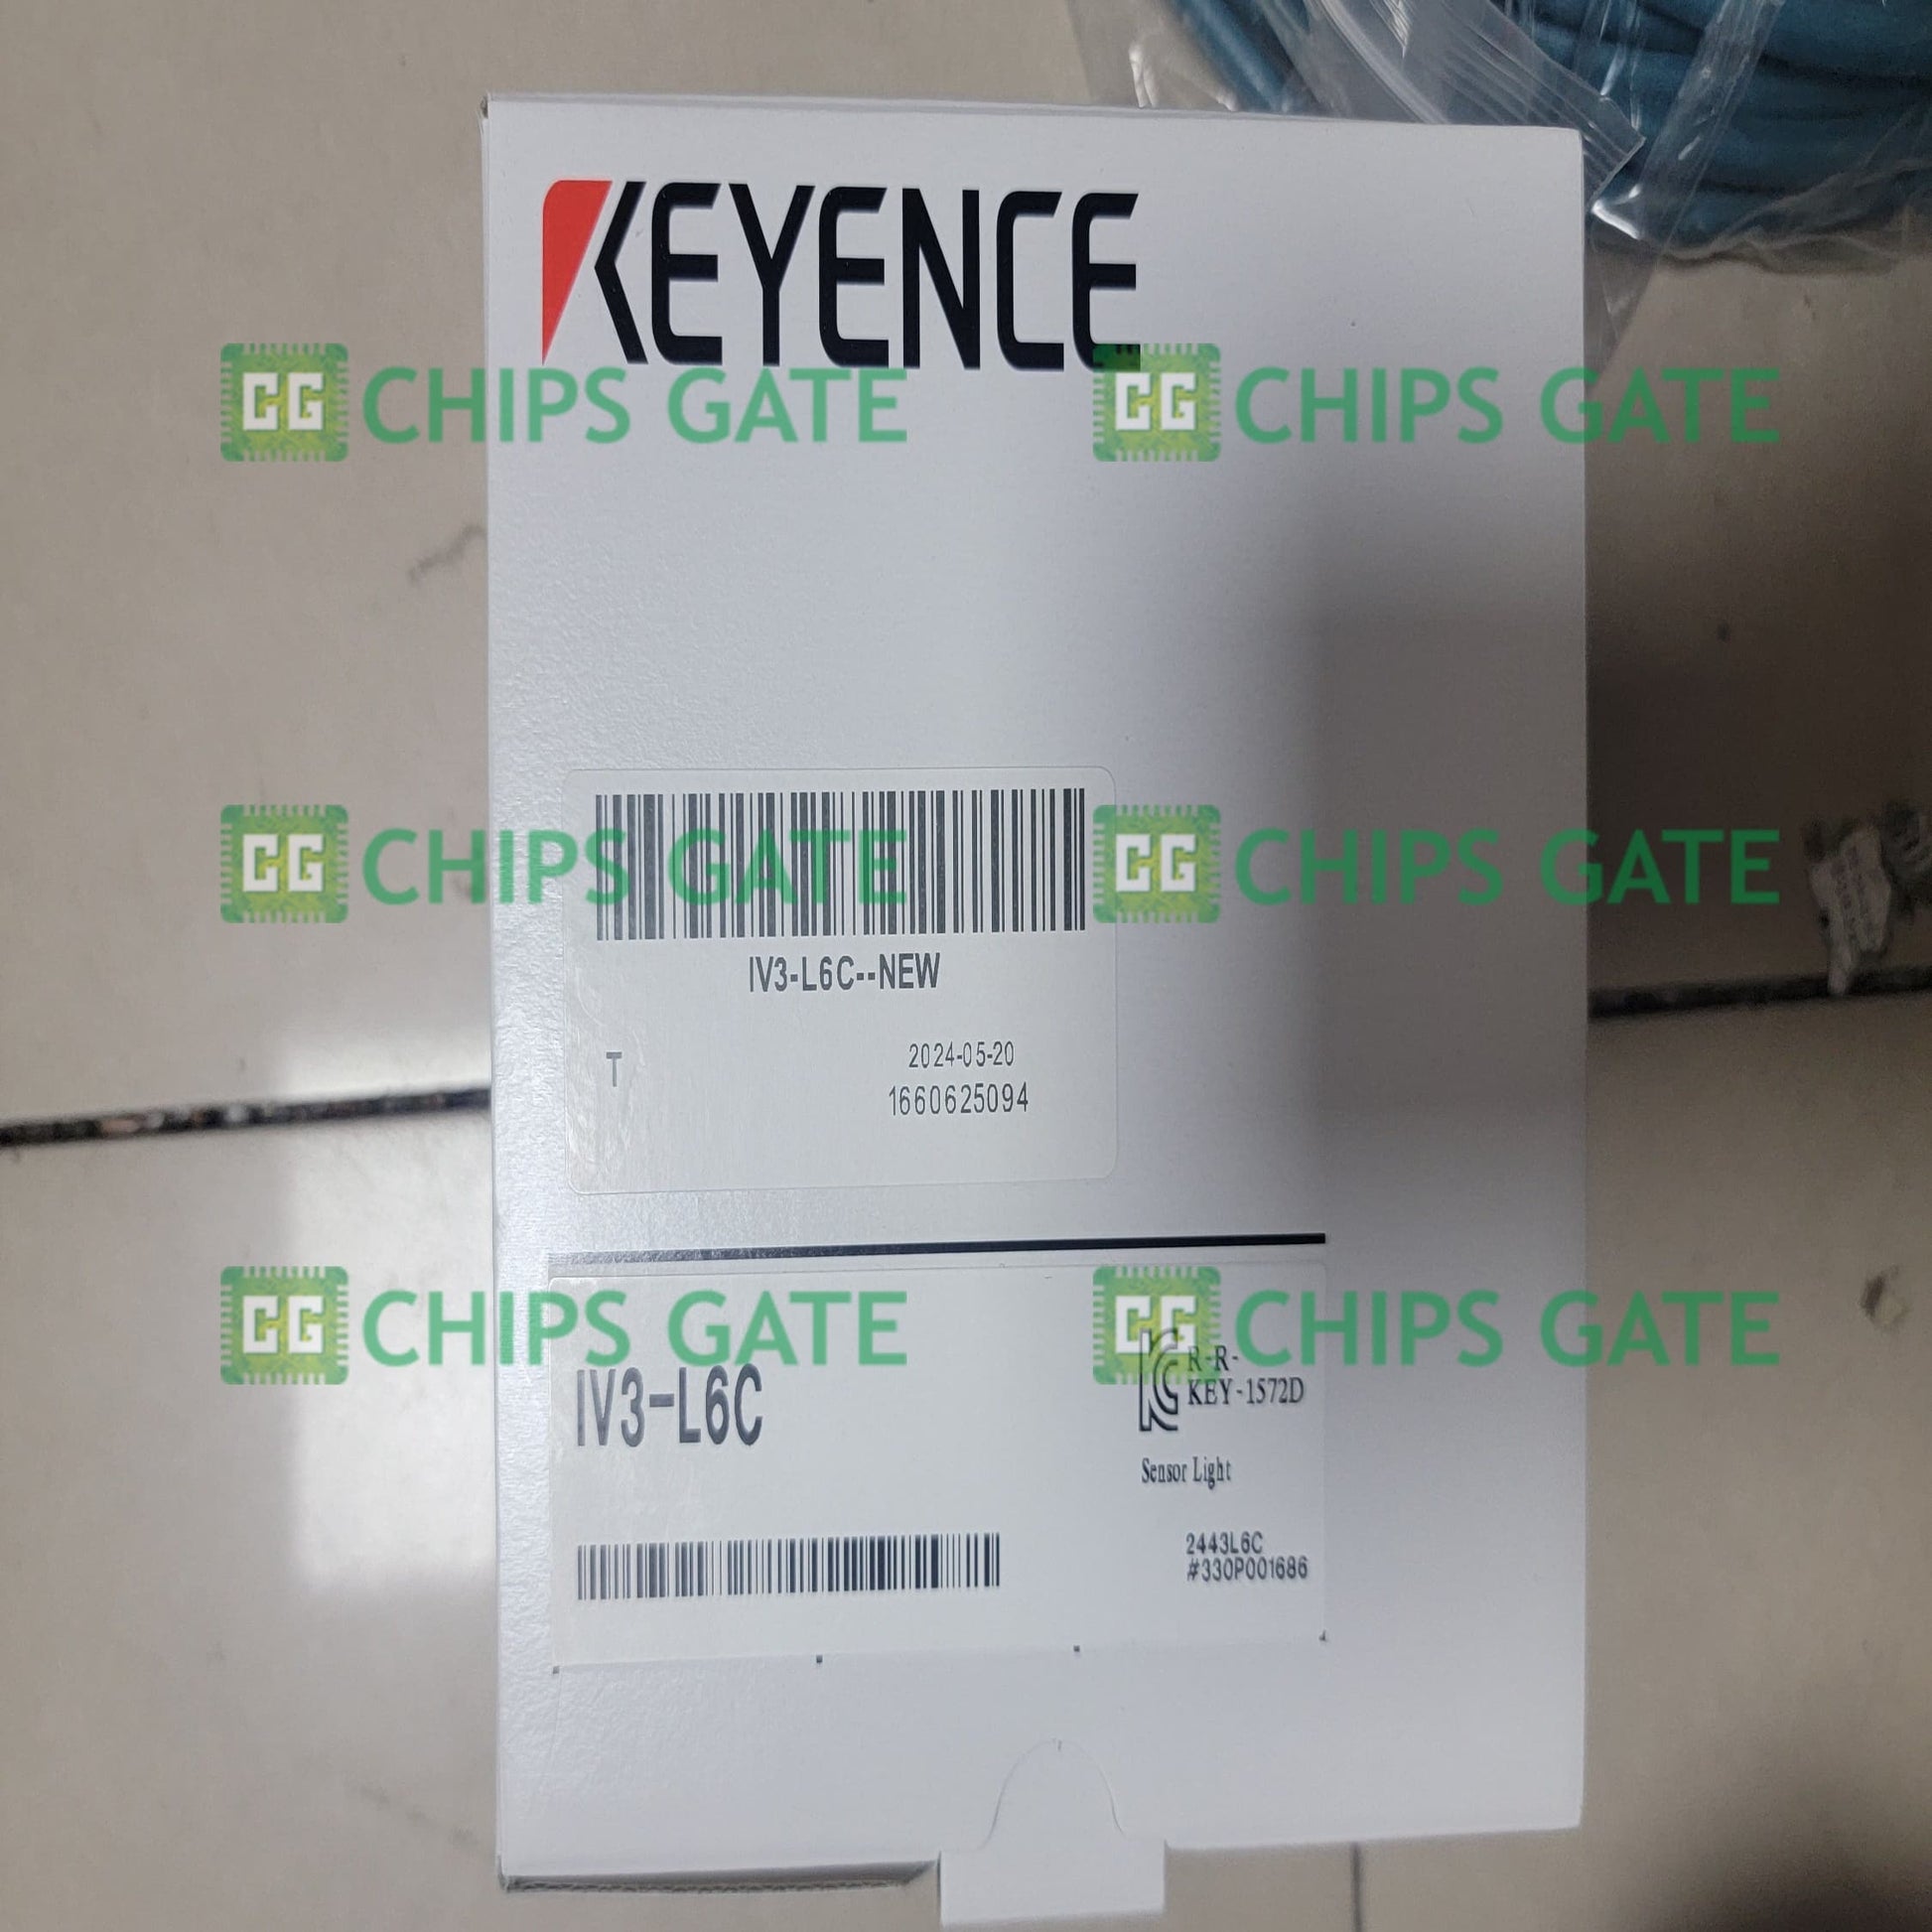 KEYENCE
CG CHIPS GATE
CG CHIPS GATE
CG CHIPS GATE
CG CHIPS GATE
IV3-L6C--NEW
T
2024-05-20
1660625094
CG CHIPS GATE
CG CHIPS GATE
IV3-L6C
R-R-
KEY-1572D
Sensor Light
2443L6C
#330P001686